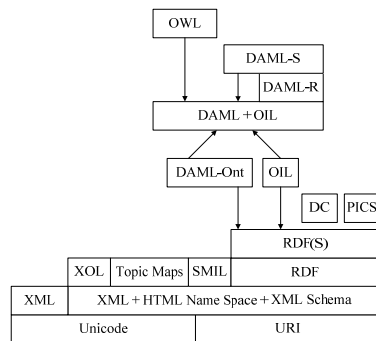 OWL
DAML-S
DAML-R
DAML + OIL
DAML-Ont
OIL
DC
PICS
RDF(S)
XOL
Topic Maps
SMIL
RDF
XML
XML + HTML Name Space + XML Schema
Unicode
URI